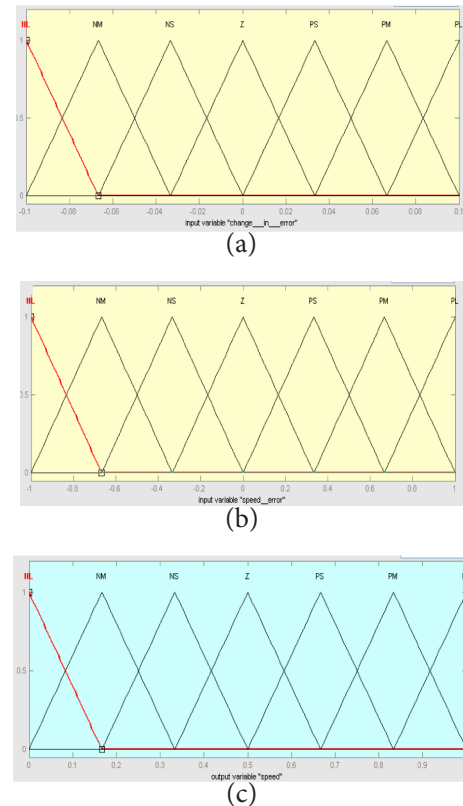 NM NS Z PS PM PL
1
0.5
0
-0.1 -0.08 -0.06 -0.04 -0.02 0 0.02 0.04 0.06 0.08 0.1
input variable "change__in__error"
(a)
NM NS Z PS PM PL
1
0.5
0
-1 -0.8 -0.6 -0.4 -0.2 0 0.2 0.4 0.6 0.8 1
input variable "speed__error"
(b)
NM NS Z PS PM
1
0.5
0
0 0.1 0.2 0.3 0.4 0.5 0.6 0.7 0.8 0.9
output variable "speed"
(c)